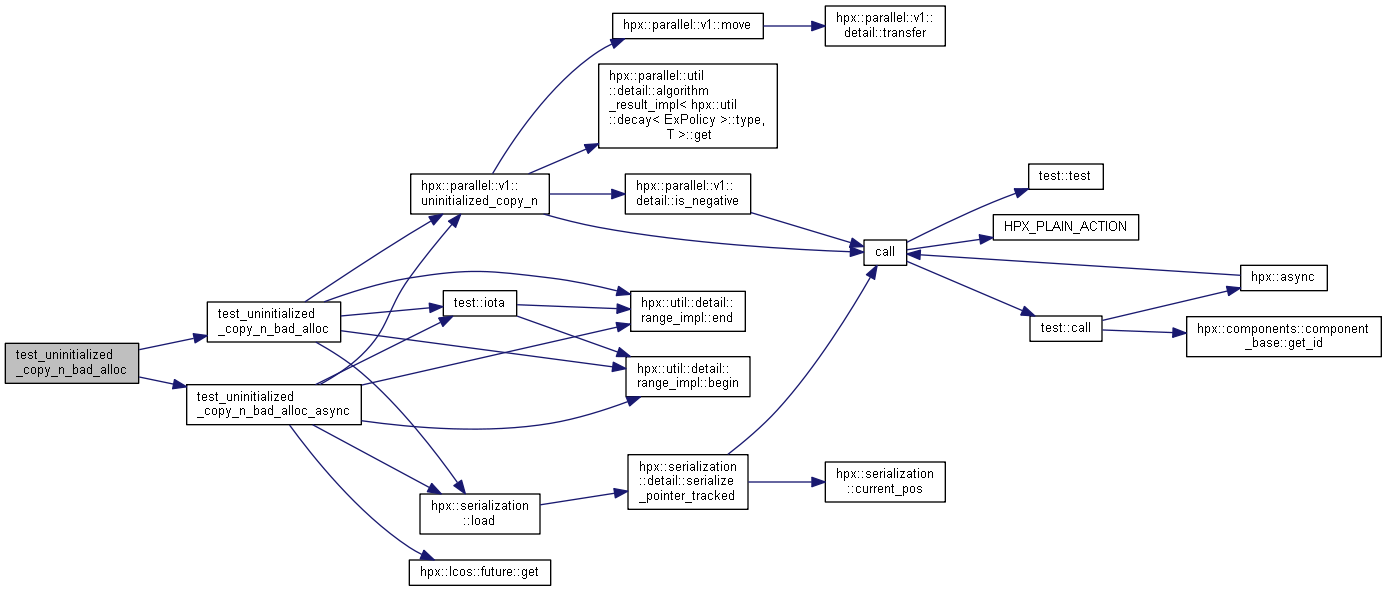 hpx::parallel::v1::move
hpx::parallel::v1::
detail::transfer
hpx::parallel::util
::detail::algorithm
_result_impl< hpx::util
::decay< ExPolicy >::type,
T >::get
hpx::parallel::v1::
uninitialized_copy_n
hpx::parallel::v1::
detail::is_negative
test::test
HPX_PLAIN_ACTION
call
hpx::async
test_uninitialized
_copy_n_bad_alloc
test::iota
hpx::util::detail::
range_impl::end
test::call
hpx::components::component
_base::get_id
test_uninitialized
_copy_n_bad_alloc
hpx::util::detail::
range_impl::begin
test_uninitialized
_copy_n_bad_alloc_async
hpx::serialization
::detail::serialize
_pointer_tracked
hpx::serialization
::current_pos
hpx::serialization
::load
hpx::lcos::future::get